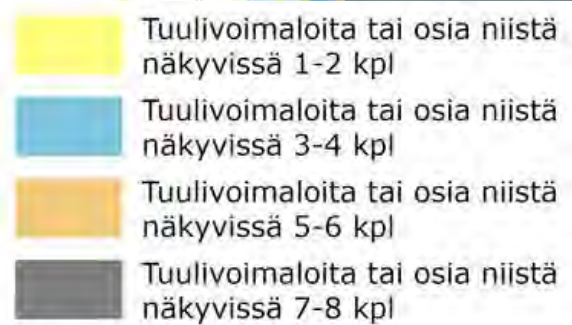 Tuulivoimaloita tai osia niistä
näkyvissä 1-2 kpl
Tuulivoimaloita tai osia niistä
näkyvissä 3-4 kpl
Tuulivoimaloita tai osia niistä
näkyvissä 5-6 kpl
Tuulivoimaloita tai osia niistä
näkyvissä 7-8 kpl